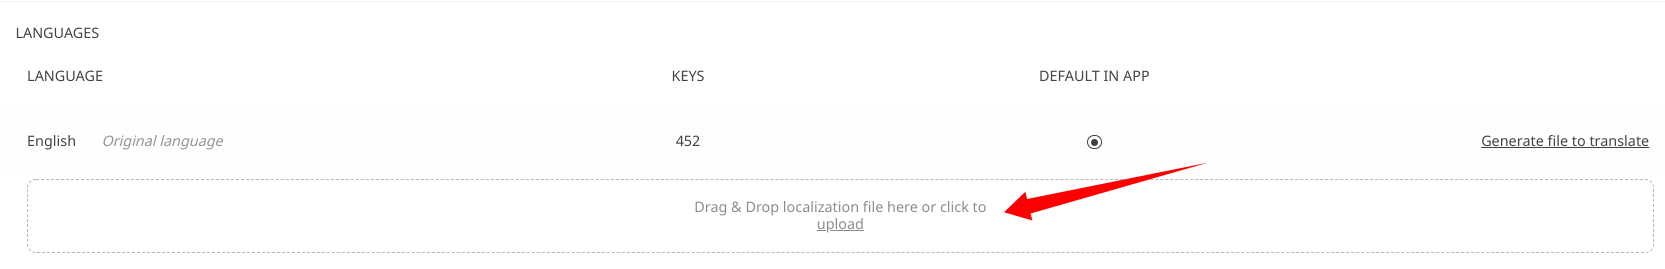 LANGUAGES
LANGUAGE KEYS DEFAULT IN APP
English Original language 452 Generate file to translate
Drag & Drop localization file here or click to
upload